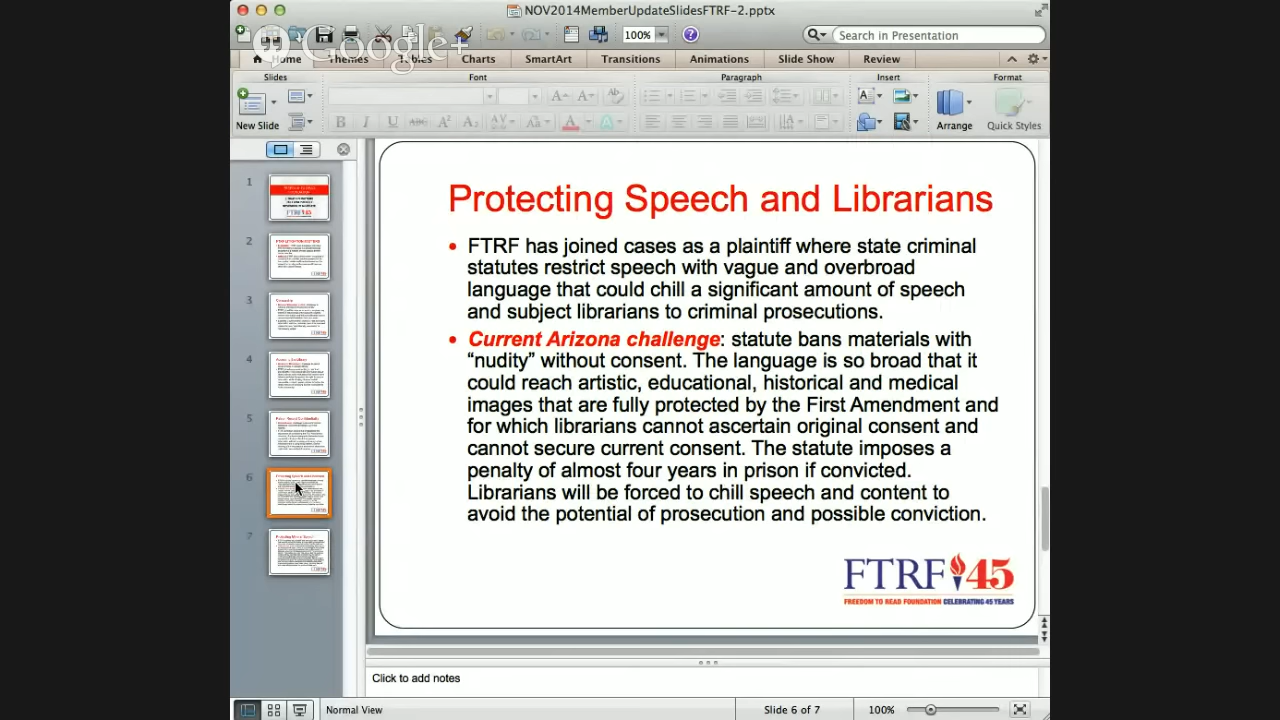 NOV2014MemberUpdateSlidesFTRF-2.pptx
100%
Search in Presentation
Google+
Home Themes Tables Charts SmartArt Transitions Animations Slide Show Review
Slides Font Paragraph Insert Format
New Slide
Arrange
Quick Styles
1
2
3
4
5
6
7
Protecting Speech and Librarians
• FTRF has joined cases as a plaintiff where state criminal
statutes restrict speech with vague and overbroad
language that could chill a significant amount of speech
and subject librarians to criminal prosecutions.
• Current Arizona challenge: statute bans materials with
“nudity” without consent. The language is so broad that it
could reach artistic, educational, historical and medical
images that are fully protected by the First Amendment and
for which librarians cannot ascertain original consent and
cannot secure current consent. The statute imposes a
penalty of almost four years in prison if convicted.
Librarians will be forced to chill speech and content to
avoid the potential of prosecution and possible conviction.
FTRF 45
FREEDOM TO READ FOUNDATION CELEBRATING 45 YEARS
Click to add notes
Normal View
Slide 6 of 7
100%